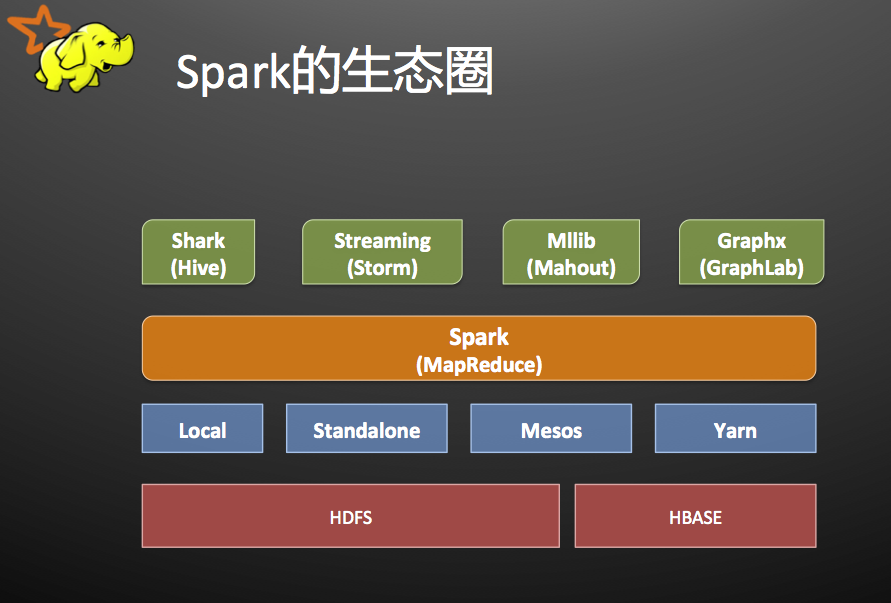 Spark的生态圈
Shark
(Hive)
Streaming
(Storm)
Mllib
(Mahout)
Graphx
(GraphLab)
Spark
(MapReduce)
Local
Standalone
Mesos
Yarn
HDFS
HBASE